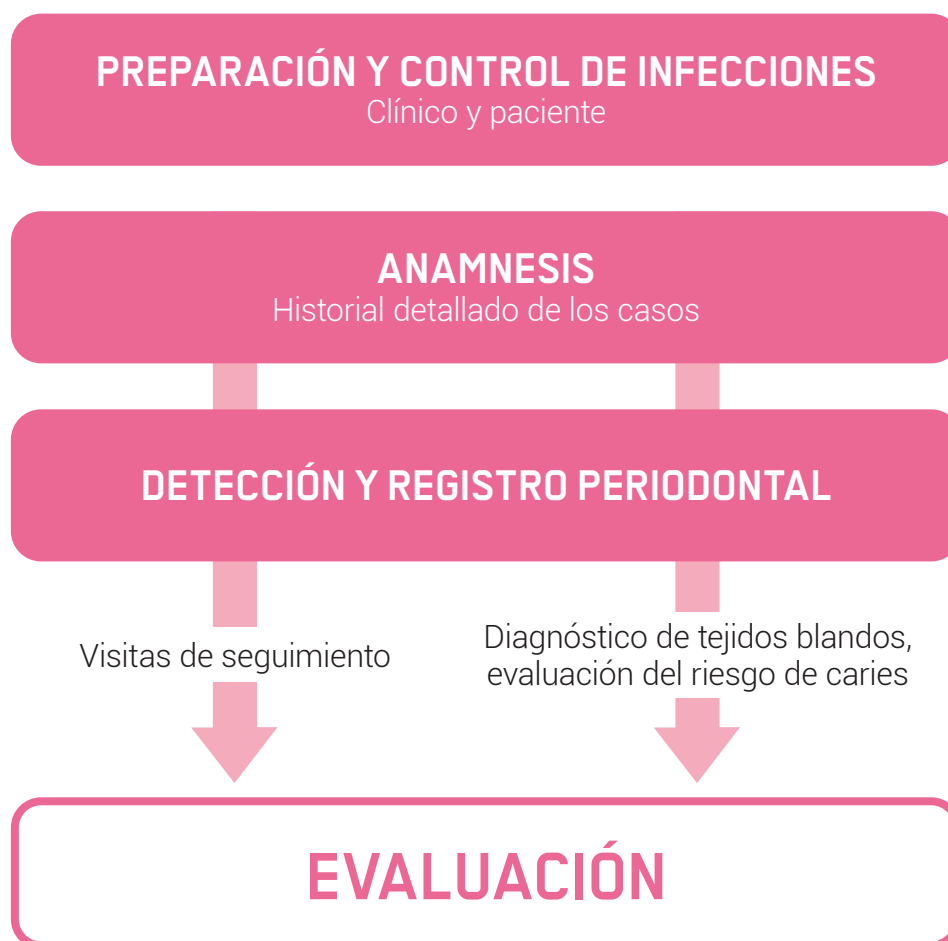 PREPARACIÓN Y CONTROL DE INFECCIONES
Clínico y paciente
ANAMNESIS
Historial detallado de los casos
DETECCIÓN Y REGISTRO PERIODONTAL
Visitas de seguimiento
Diagnóstico de tejidos blandos,
evaluación del riesgo de caries
EVALUACIÓN